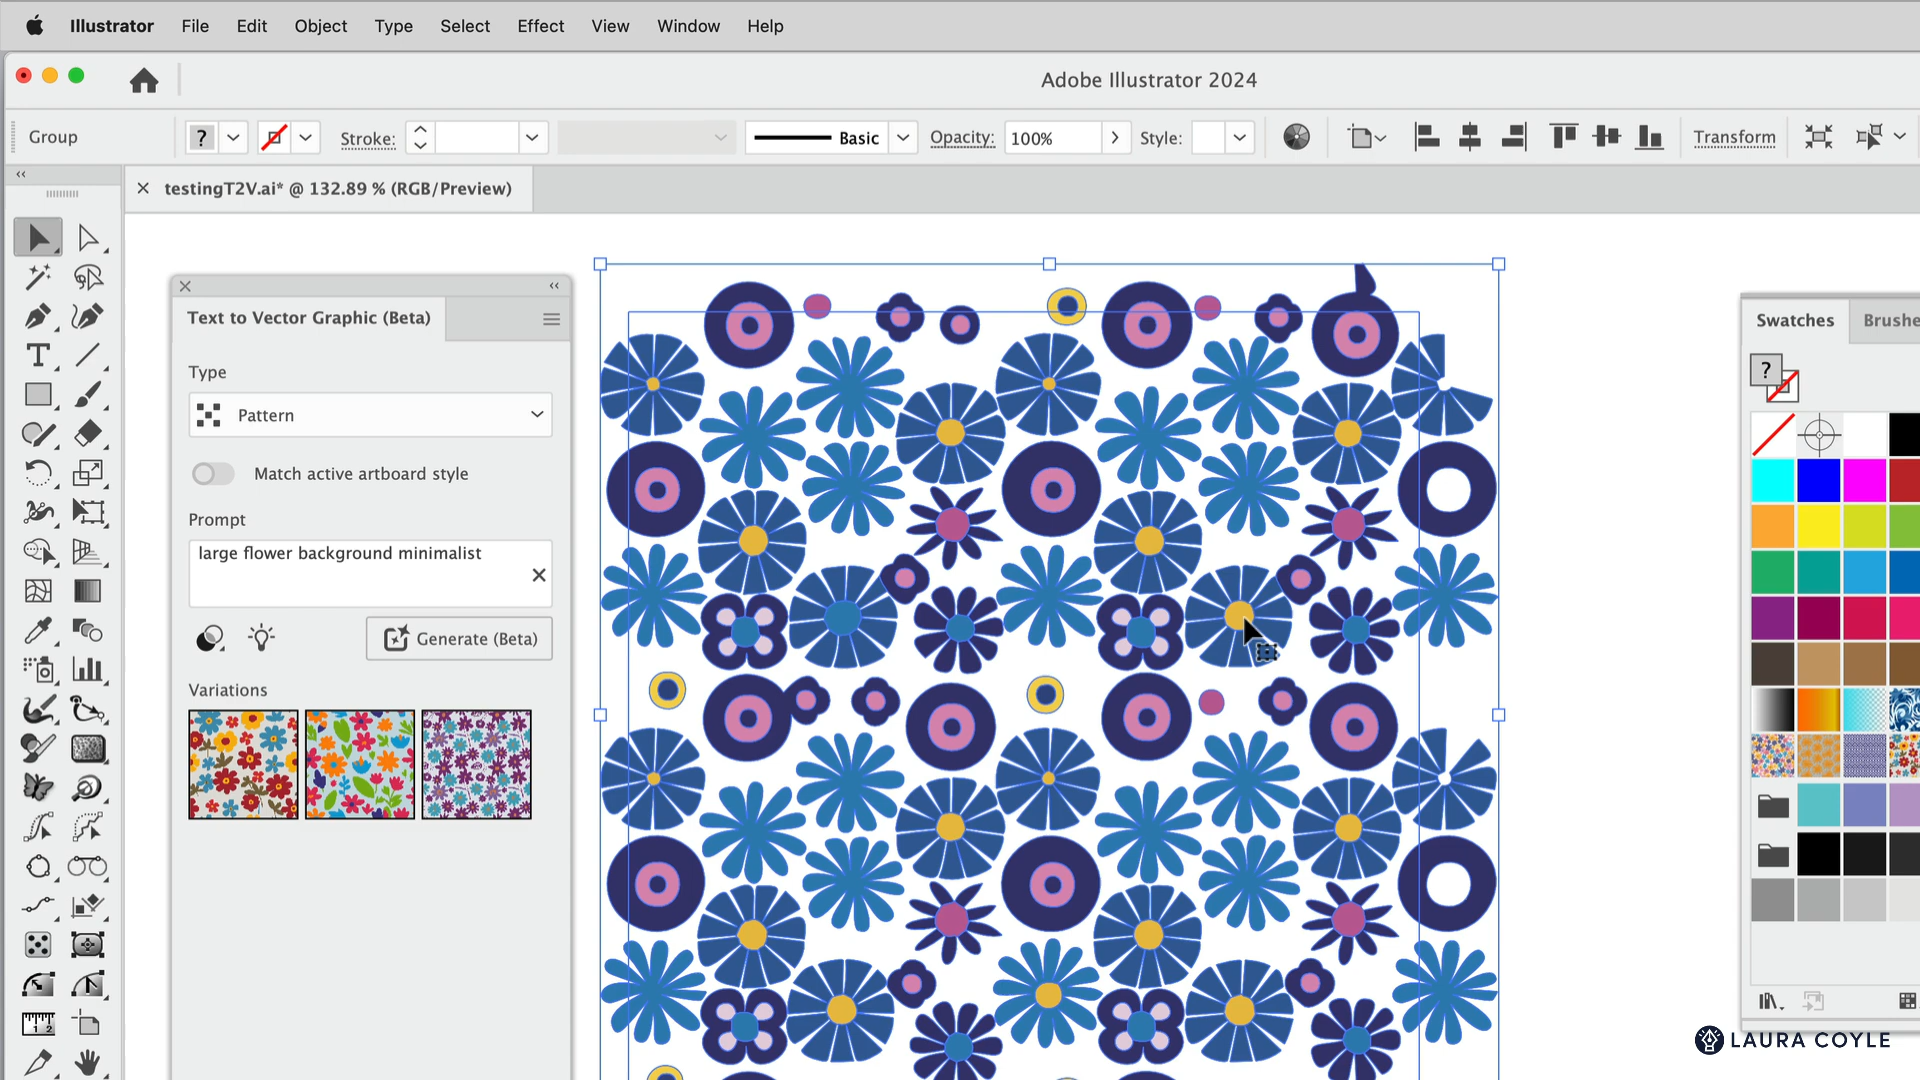 Illustrator File Edit Object Type Select Effect View Window Help
Adobe Illustrator 2024
Group ? Stroke: Basic Opacity: 100% Style: Transform
testingT2V.ai* @ 132.89 % (RGB/Preview)
Text to Vector Graphic (Beta)
Type
Pattern
Match active artboard style
Prompt
large flower background minimalist
Generate (Beta)
Variations
Swatches Brushe
?
LAURA COYLE